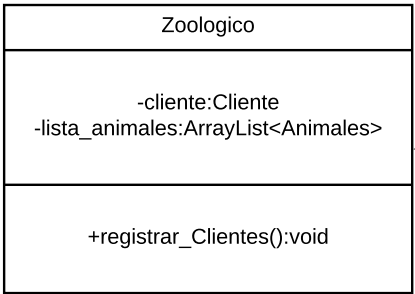 Zoologico
-cliente:Cliente
-lista_animales:ArrayList<Animales>
+registrar_Clientes():void